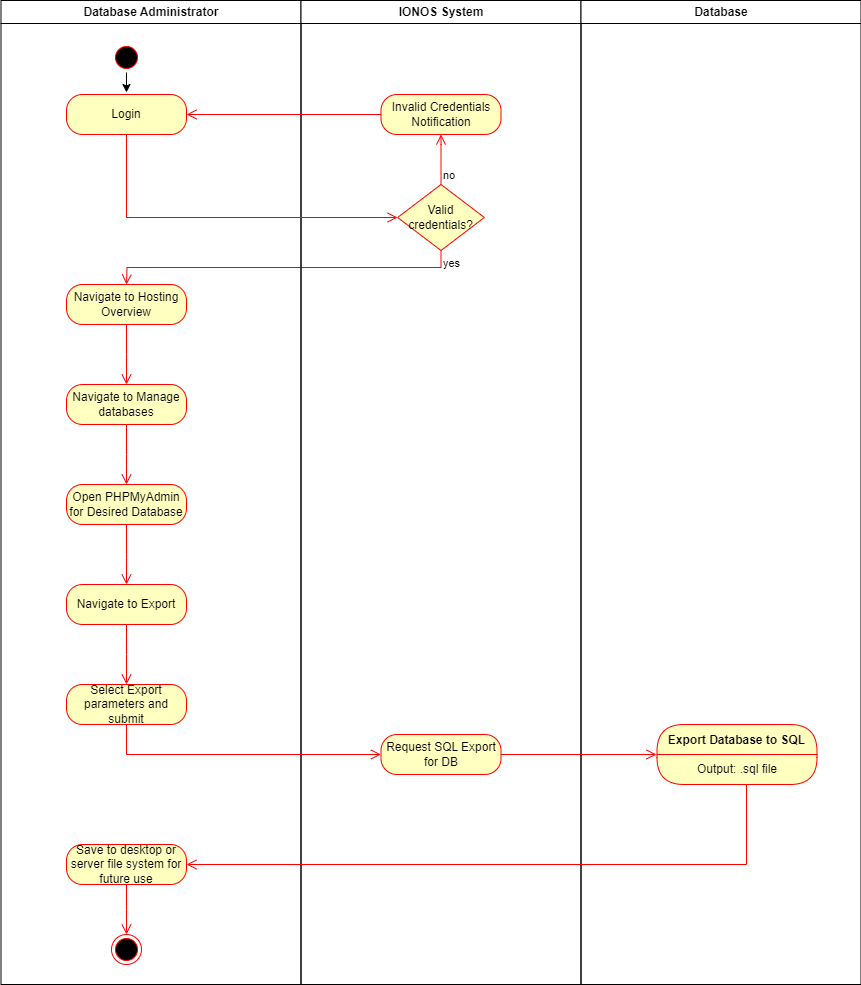 Database Administrator
IONOS System
Database
Login
Invalid Credentials
Notification
no
Valid
credentials?
yes
Navigate to Hosting
Overview
Navigate to Manage
databases
Open PHPMyAdmin
for Desired Database
Navigate to Export
Select Export
parameters and
submit
Request SQL Export
for DB
Export Database to SQL
Output: .sql file
Save to desktop or
server file system for
future use